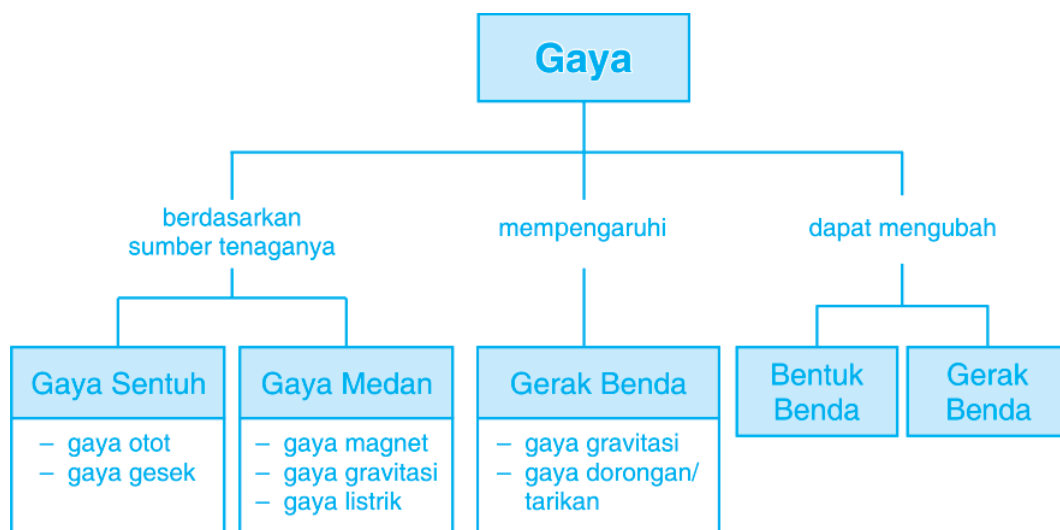 Gaya
berdasarkan
sumber tenaganya
mempengaruhi
dapat mengubah
Gaya Sentuh
– gaya otot
– gaya gesek
Gaya Medan
– gaya magnet
– gaya gravitasi
– gaya listrik
Gerak Benda
– gaya gravitasi
– gaya dorongan/
tarikan
Bentuk
Benda
Gerak
Benda